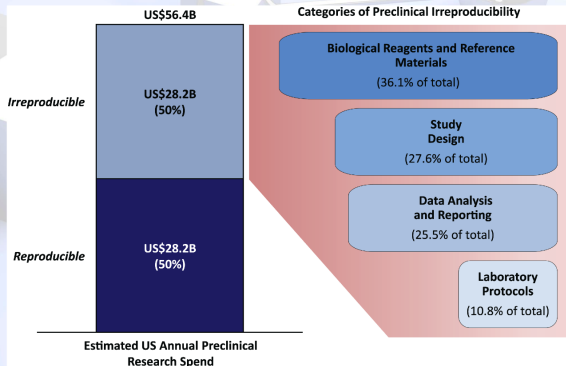 US$56.4B
Categories of Preclinical Irreproducibility
Irreproducible
US$28.2B
(50%)
Reproducible
US$28.2B
(50%)
Estimated US Annual Preclinical
Research Spend
Biological Reagents and Reference
Materials
(36.1% of total)
Study
Design
(27.6% of total)
Data Analysis
and Reporting
(25.5% of total)
Laboratory
Protocols
(10.8% of total)